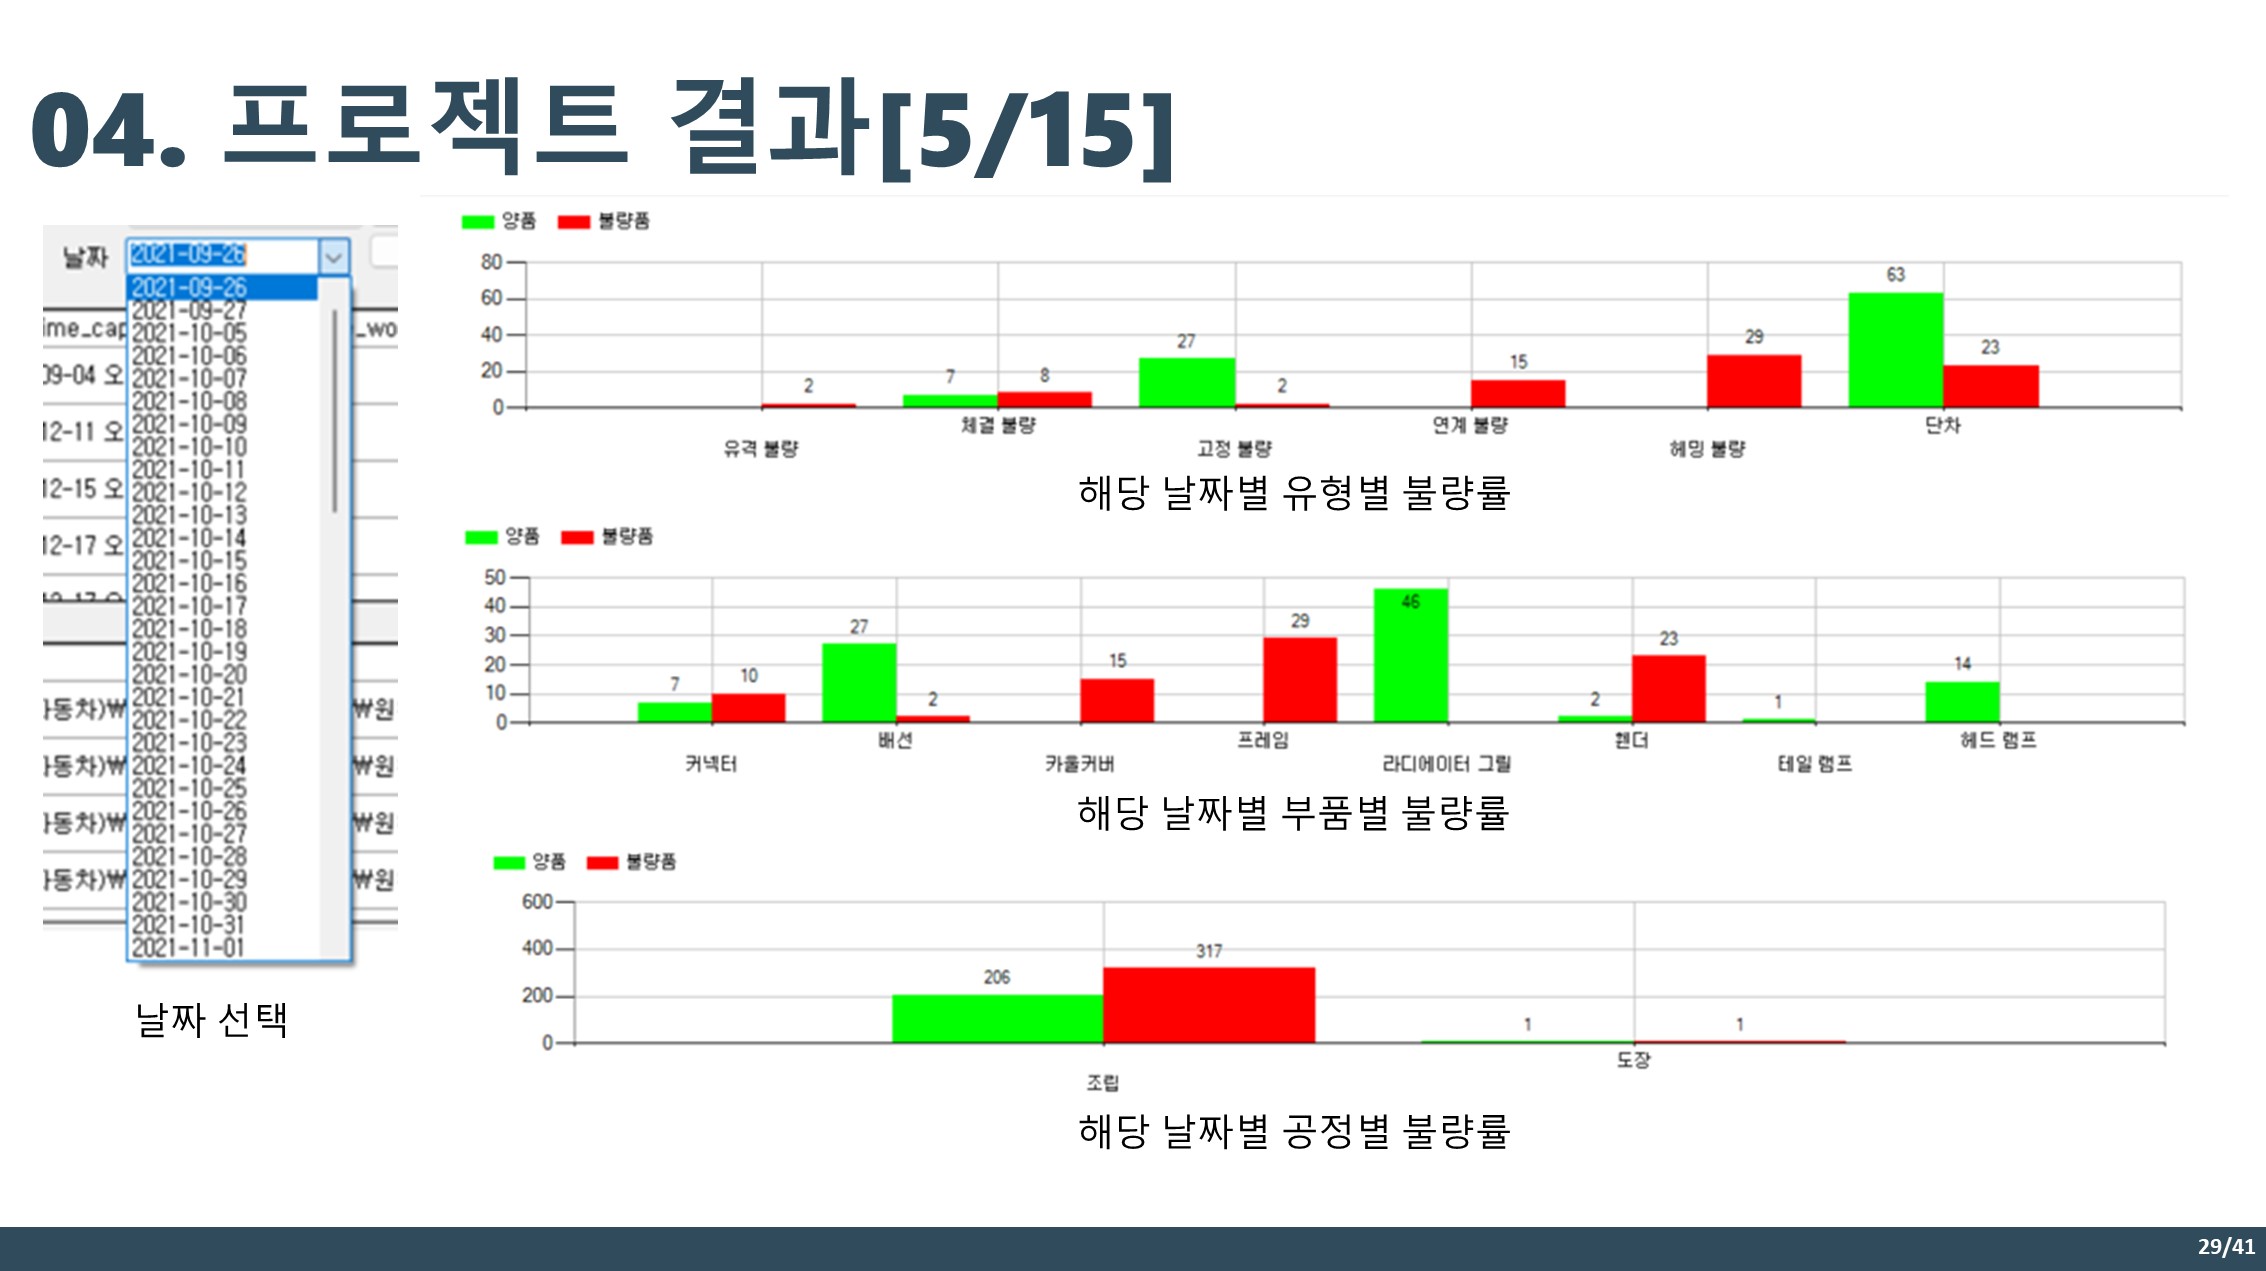 04. 프로젝트 결과[5/15]
날짜 2021-09-26
2021-09-26
2021-09-27
ime_cap
_wo
2021-10-05
2021-10-06
09-04 오
2021-10-07
2021-10-08
2021-10-09
12-11 오
2021-10-10
2021-10-11
2021-10-12
12-15 오
2021-10-13
2021-10-14
12-17 오
2021-10-15
2021-10-16
2021-10-17
2021-10-18
2021-10-19
2021-10-20
2021-10-21
동차)₩
₩원
2021-10-22
2021-10-23
2021-10-24
동차)₩
₩원
2021-10-25
2021-10-26
2021-10-27
동차)₩
₩원
2021-10-28
2021-10-29
동차)₩
₩원
2021-10-30
2021-10-31
2021-11-01
날짜 선택
양품 불량품
80
60
40
20
0
2
7
8
27
2
15
29
63
23
유격 불량
체결 불량
고정 불량
연계 불량
헤밍 불량
단차
해당 날짜별 유형별 불량률
양품 불량품
50
40
30
20
10
0
7
10
27
2
15
29
46
2
23
1
14
커넥터
배선
카울커버
프레임
라디에이터 그릴
휀더
테일 램프
헤드 램프
해당 날짜별 부품별 불량률
양품 불량품
600
400
200
0
206
317
1
1
조립
도장
해당 날짜별 공정별 불량률
29/41